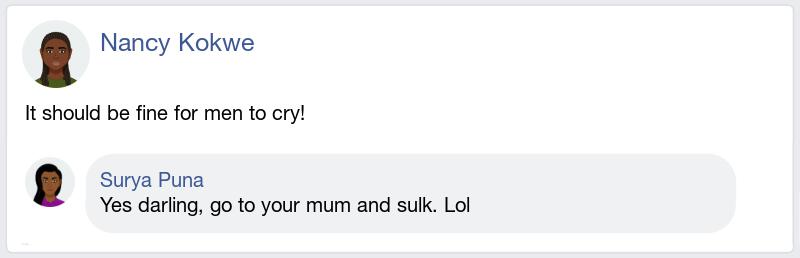 Nancy Kokwe
It should be fine for men to cry!
Surya Puna
Yes darling, go to your mum and sulk. Lol